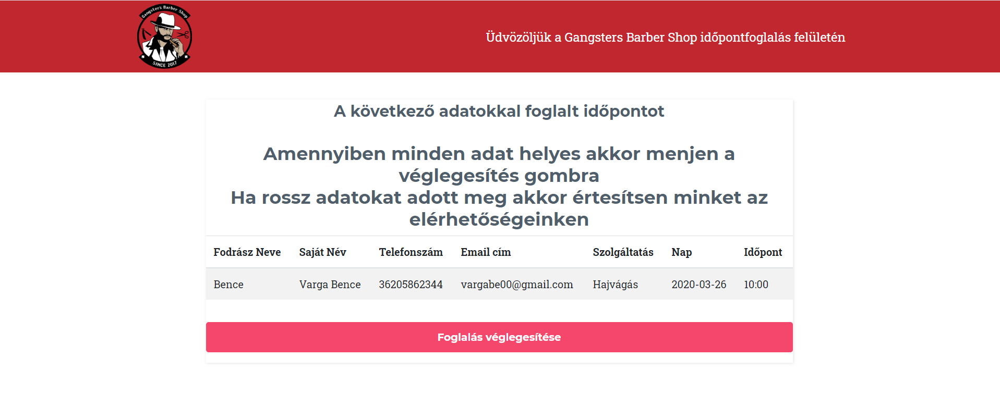 Gangster's Barber Shop
SINCE 2017
Üdvözöljük a Gangsters Barber Shop időpontfoglalás felületén
A következő adatokkal foglalt időpontot
Amennyiben minden adat helyes akkor menjen a
véglegesítés gombra
Ha rossz adatokat adott meg akkor értesítsen minket az
elérhetőségeinken
Fodrász Neve Saját Név Telefonszám Email cím Szolgáltatás Nap Időpont
Bence Varga Bence 36205862344 vargabe00@gmail.com Hajvágás 2020-03-26 10:00
Foglalás véglegesítése